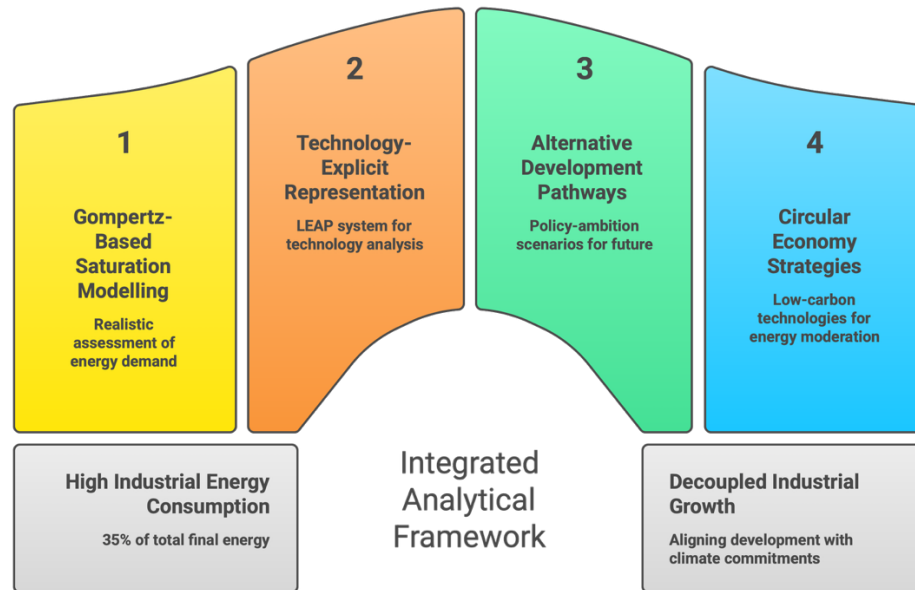 1
Gompertz-
Based
Saturation
Modelling
Realistic
assessment of
energy demand
2
Technology-
Explicit
Representation
LEAP system for
technology analysis
3
Alternative
Development
Pathways
Policy-ambition
scenarios for future
4
Circular
Economy
Strategies
Low-carbon
technologies for
energy moderation
High Industrial Energy
Consumption
35% of total final energy
Integrated
Analytical
Framework
Decoupled Industrial
Growth
Aligning development with
climate commitments